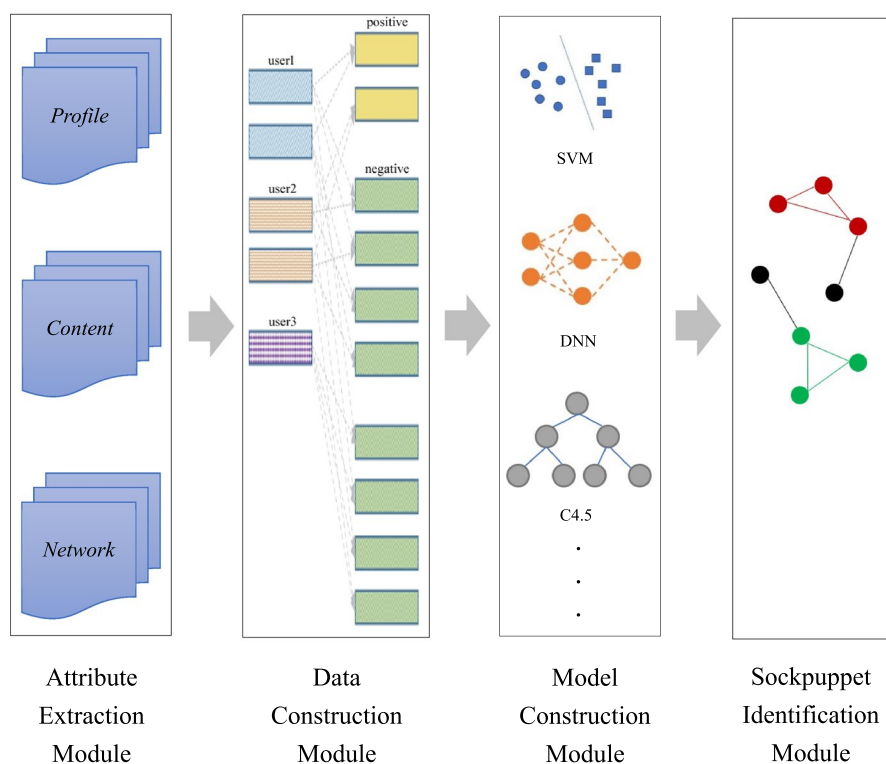 Profile
Content
Network
Attribute
Extraction
Module
positive
user1
negative
user2
user3
Data
Construction
Module
SVM
DNN
C4.5
Model
Construction
Module
Sockpuppet
Identification
Module